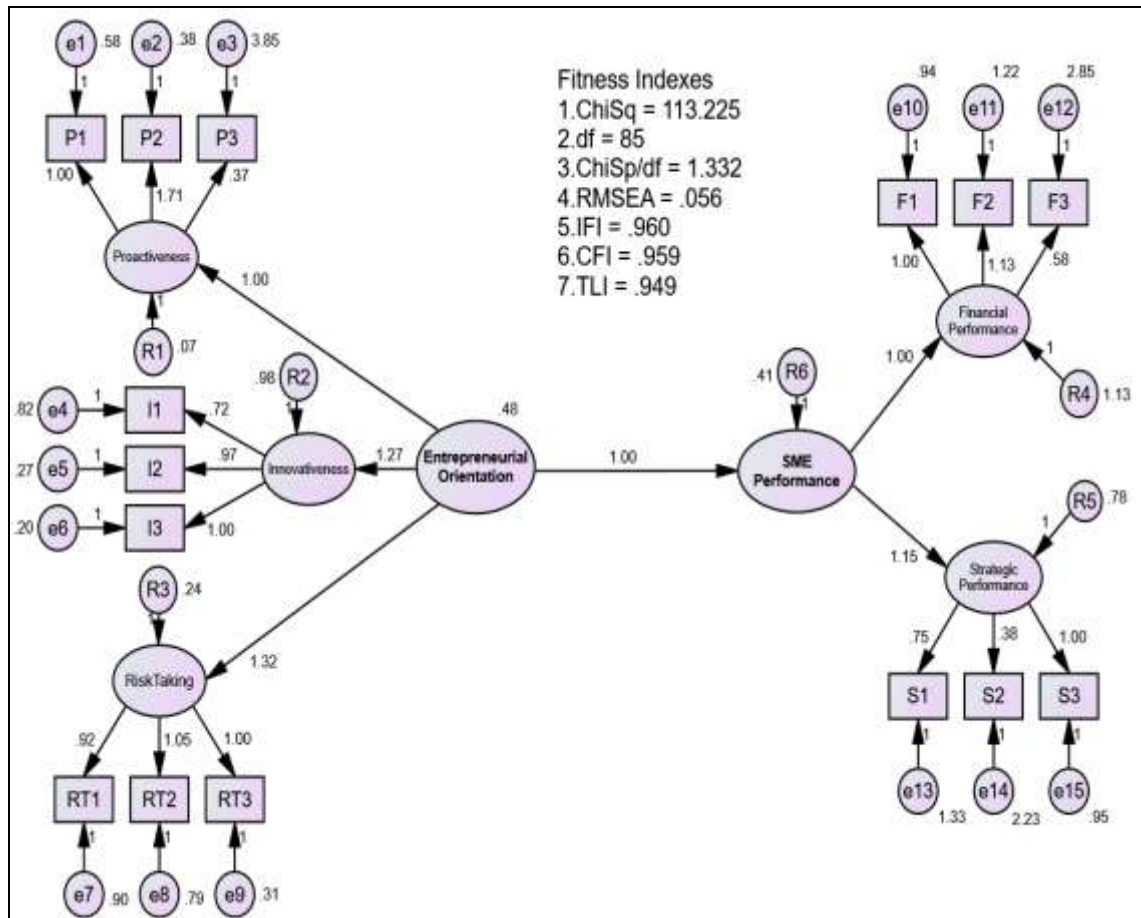 e1 .58 e2 .38 e3 3.85
1 1 1
P1 P2 P3
1.00 1.71 .37
Proactiveness
1
R1 .07
1.00
Fitness Indexes
1.ChiSq = 113.225
2.df = 85
3.ChiSp/df = 1.332
4.RMSEA = .056
5.IFI = .960
6.CFI = .959
7.TLI = .949
.94 1.22 2.85
e10 e11 e12
1 1 1
F1 F2 F3
1.00 1.13 .58
Financial
Performance
1
R4 1.13
1.00
.98 R2
1
.82 e4 1 I1 .72
.27 e5 1 I2 .97
.20 e6 1 I3 1.00
Innovativeness
1.27
.48
Entrepreneurial
Orientation
1.00
.41 R6
1
SME
Performance
1.15
R5 .78
1
Strategic
Performance
.75 .38 1.00
S1 S2 S3
1 1 1
e13 e14 e15
1.33 2.23 .95
R3 .24
1
1.32
RiskTaking
.92 1.05 1.00
RT1 RT2 RT3
1 1 1
e7 .90 e8 .79 e9 .31